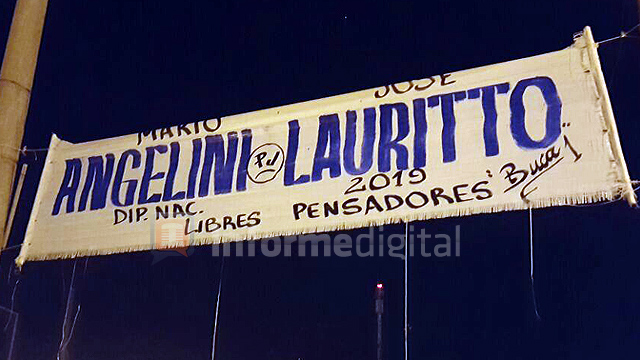 MARIO JOSE
ANGELINI PJ LAURITTO
DIP. NAC. 2019
LIBRES PENSADORES Buca 1
informedigital